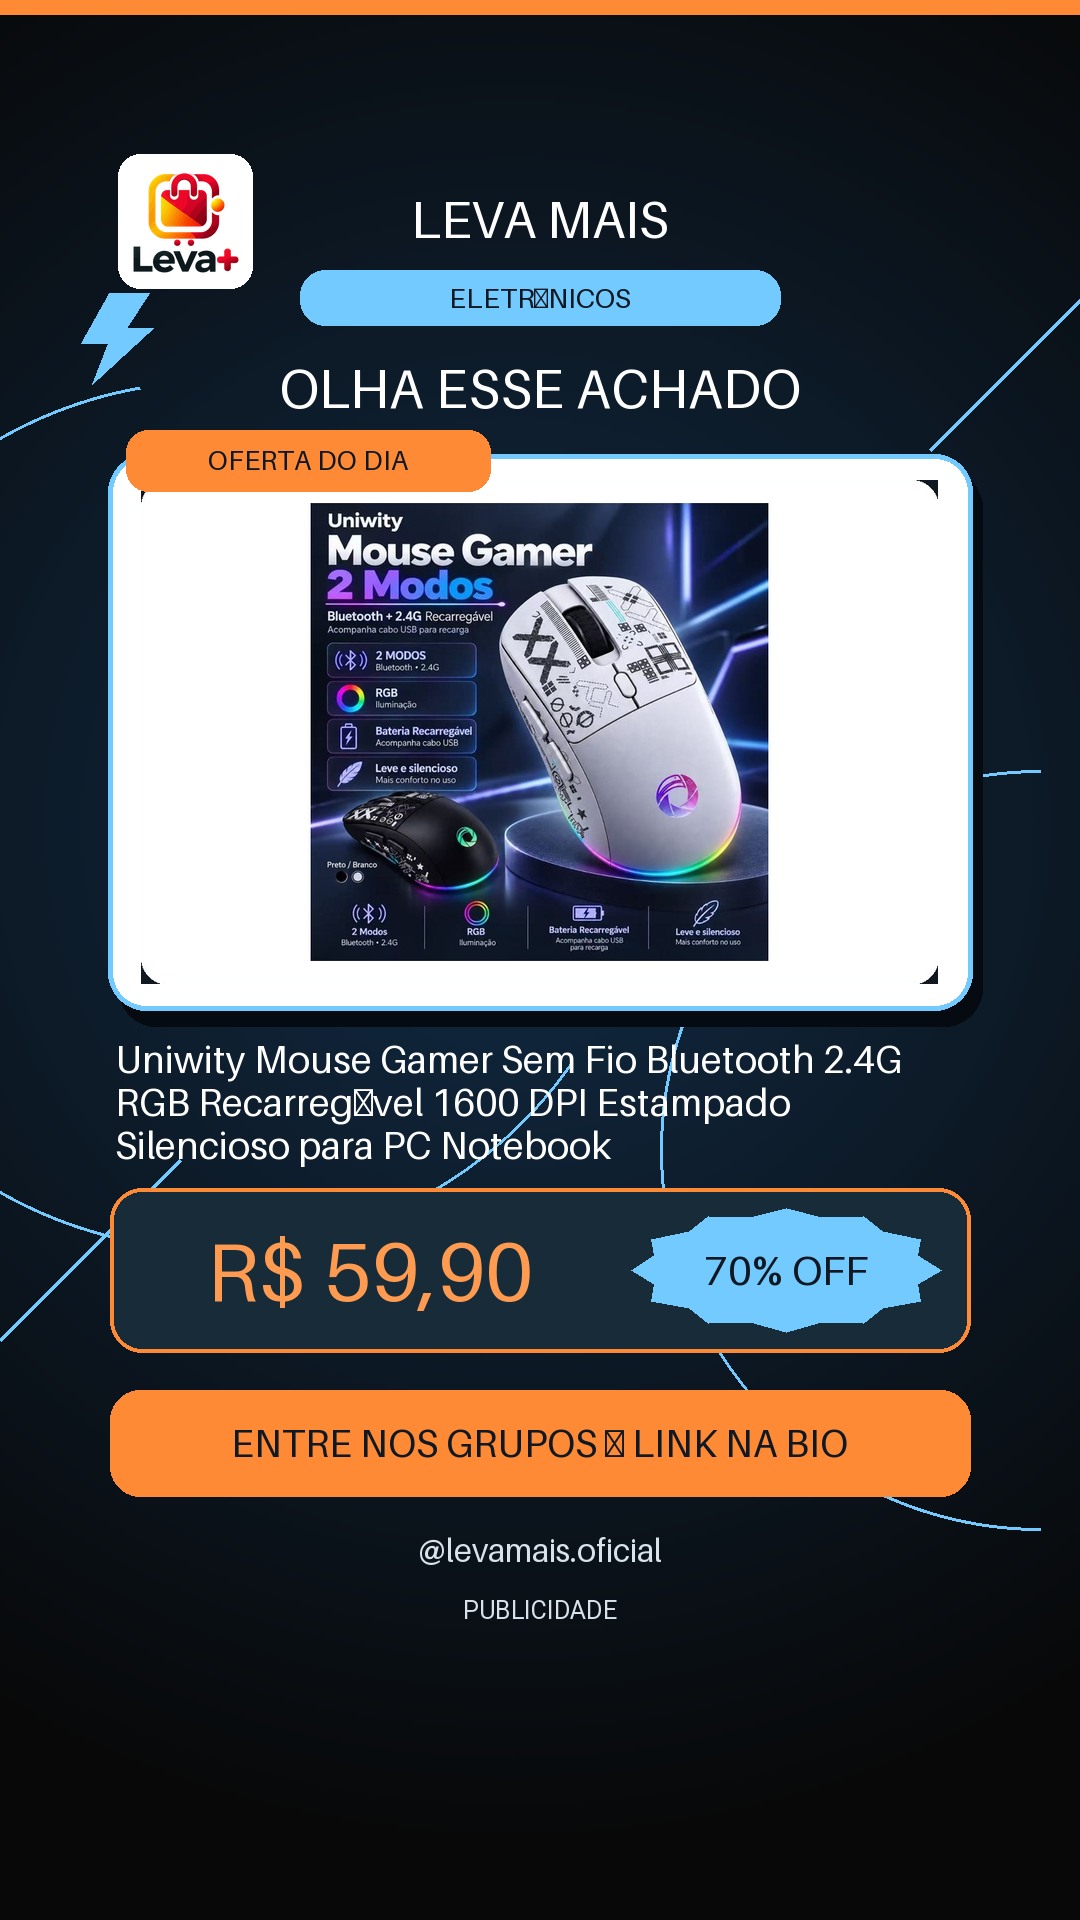 Leva+
LEVA MAIS
ELETR☒NICOS
OLHA ESSE ACHADO
OFERTA DO DIA
Uniwity
Mouse Gamer
2 Modos
Bluetooth + 2.4G Recarregável
Acompanha cabo USB para recarga
2 MODOS
Bluetooth • 2.4G
RGB
Iluminação
Bateria Recarregável
Acompanha cabo USB
Leve e silencioso
Mais conforto no uso
Preto / Branco
2 Modos
Bluetooth • 2.4G
RGB
Iluminação
Bateria Recarregável
Acompanha cabo USB
para recarga
Leve e silencioso
Mais conforto no uso
Uniwity Mouse Gamer Sem Fio Bluetooth 2.4G
RGB Recarreg☒vel 1600 DPI Estampado
Silencioso para PC Notebook
R$ 59,90
70% OFF
ENTRE NOS GRUPOS ☒ LINK NA BIO
@levamais.oficial
PUBLICIDADE